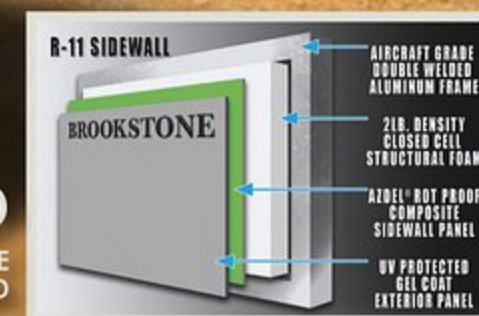 R-11 SIDEWALL
BROOKSTONE
AIRCRAFT GRADE
DOUBLE WELDED
ALUMINUM FRAME
2LB. DENSITY
CLOSED CELL
STRUCTURAL FOAM
AZDEL® ROT PROOF
COMPOSITE
SIDEWALL PANEL
UV PROTECTED
GEL COAT
EXTERIOR PANEL